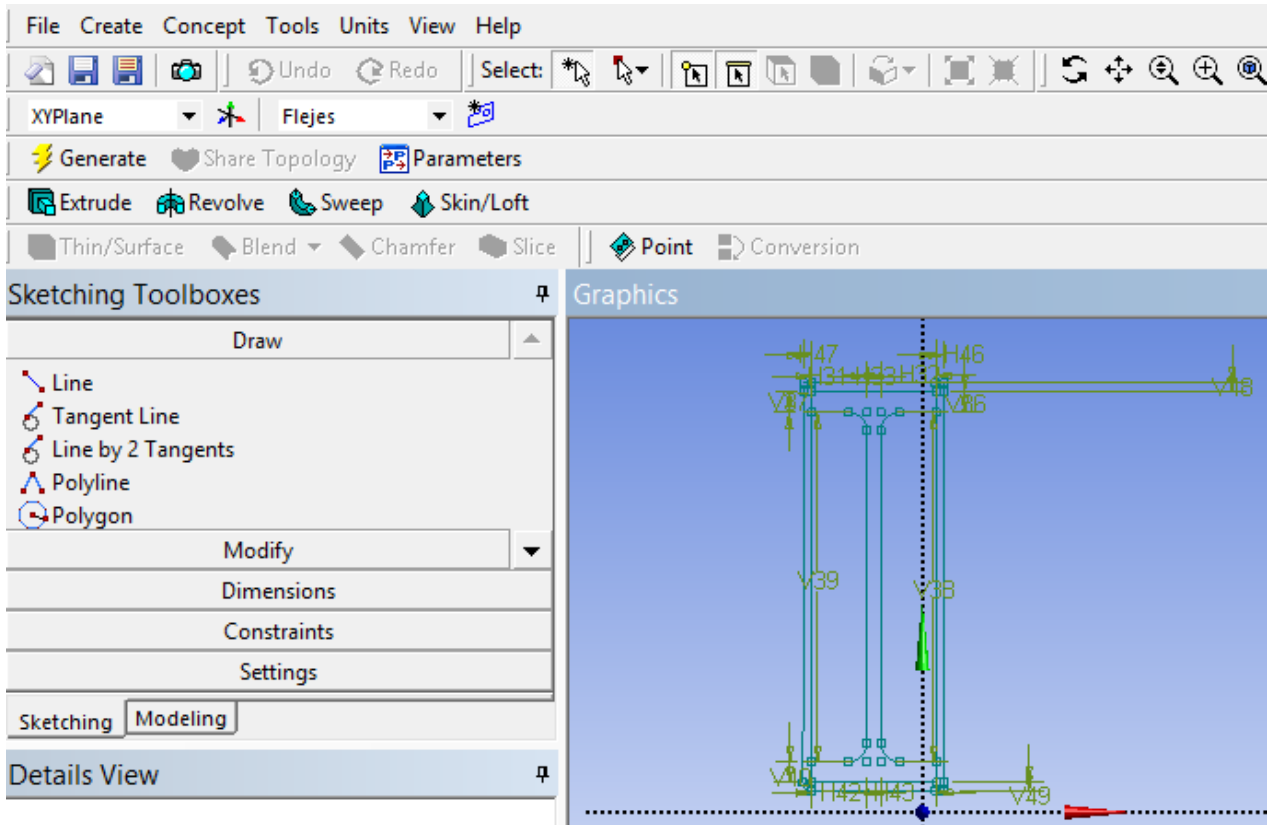 File Create Concept Tools Units View Help
Undo Redo Select:
XYPlane Flejes
Generate Share Topology Parameters
Extrude Revolve Sweep Skin/Loft
Thin/Surface Blend Chamfer Slice Point Conversion
Sketching Toolboxes
Draw
Line
Tangent Line
Line by 2 Tangents
Polyline
Polygon
Modify
Dimensions
Constraints
Settings
Sketching Modeling
Details View
Graphics
H47 H46
H31
V48
V39 V38
H42 H43 V49